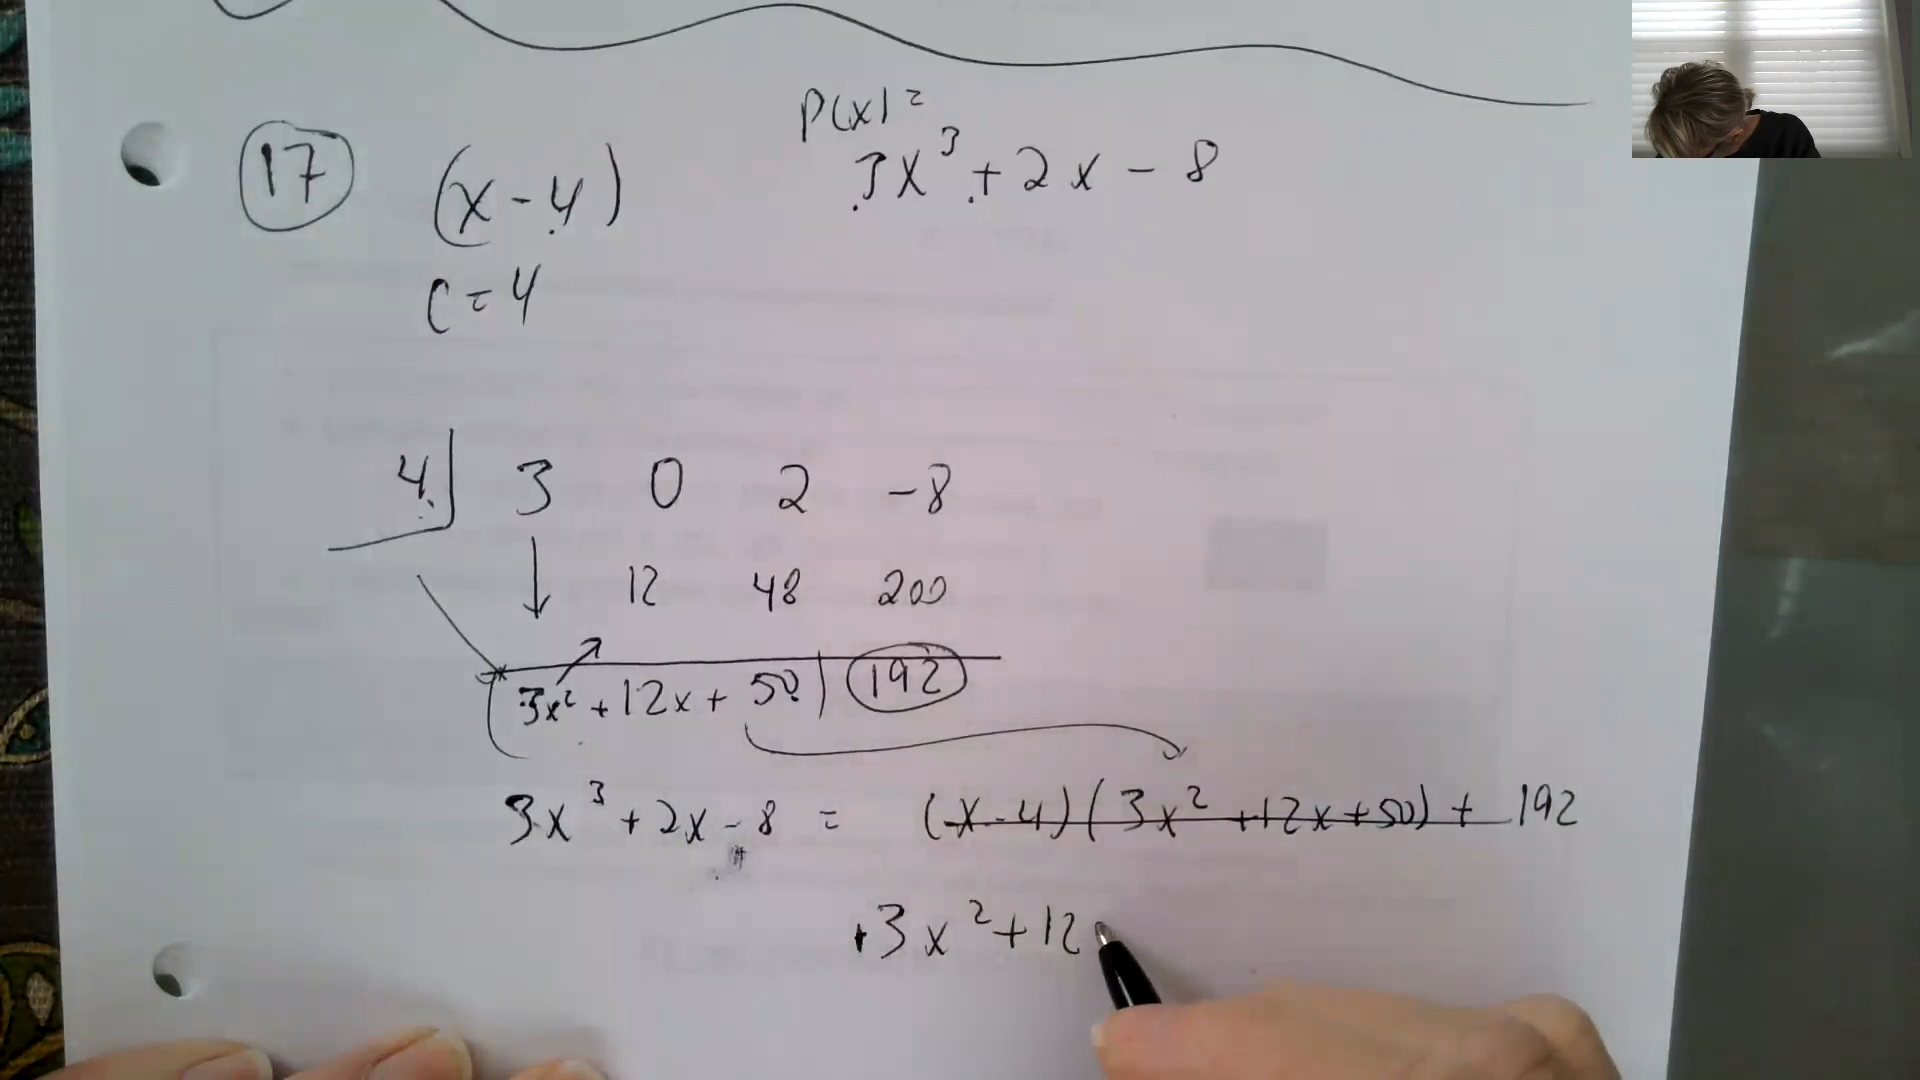 P(x) =
17 (x - 4) 3x³ + 2x - 8
c = 4
4 3 0 2 -8
12 48 200
3x² + 12x + 50 192
3x³ + 2x - 8 = (x - 4)(3x² + 12x + 50) + 192
+3x² + 12